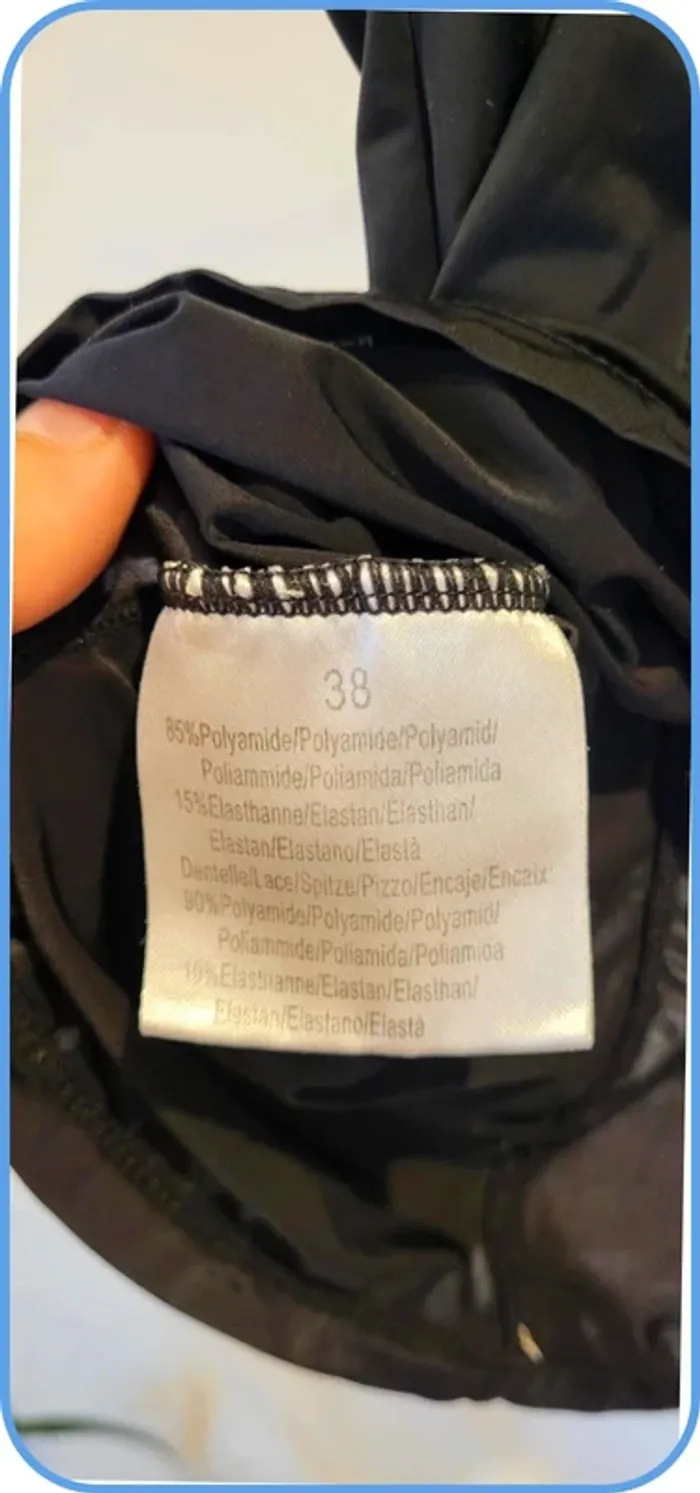 38
85%Polyamide/Polyamide/Polyamid/
Poliammide/Poliamida/Poliamida
15%Elasthanne/Elastan/Elasthan/
Elastan/Elastano/Elastà
Dentelle/Lace/Spitze/Pizzo/Encaje/Encaix:
90%Polyamide/Polyamide/Polyamid/
Poliammide/Poliamida/Poliamida
10%Elasthanne/Elastan/Elasthan/
Elastan/Elastano/Elastà